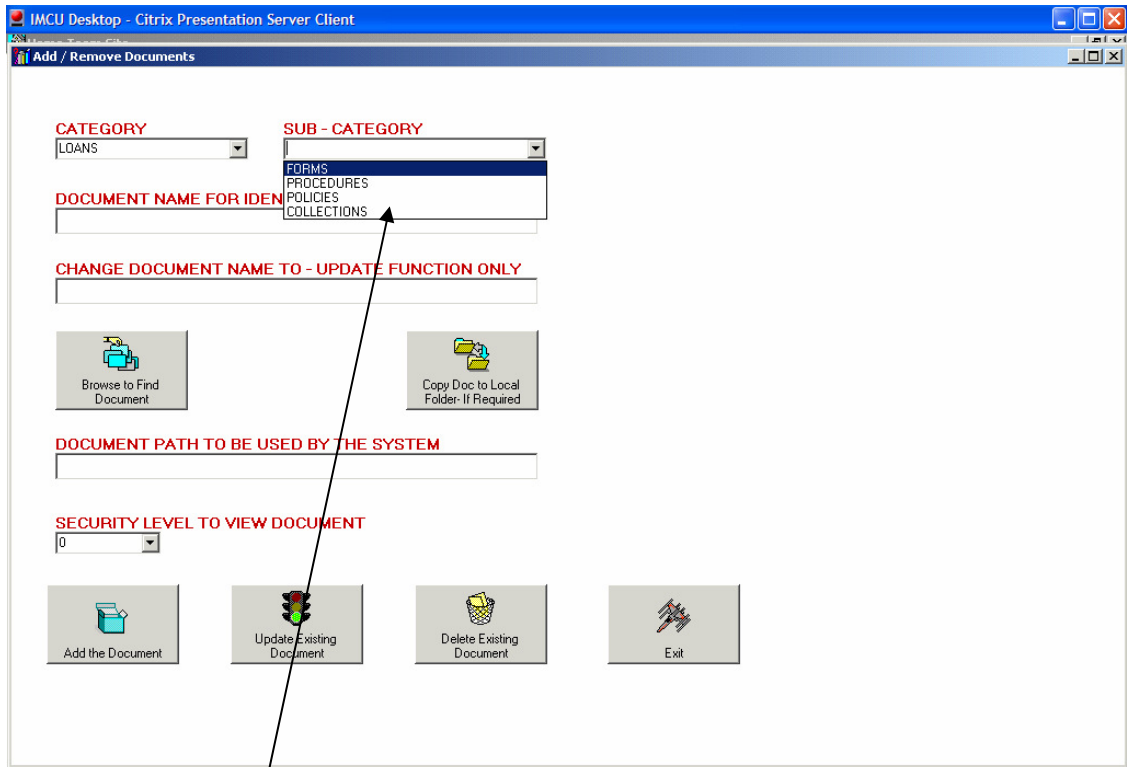 IMCU Desktop - Citrix Presentation Server Client
Add / Remove Documents
CATEGORY SUB - CATEGORY
LOANS
FORMS
PROCEDURES
POLICIES
COLLECTIONS
DOCUMENT NAME FOR IDEN
CHANGE DOCUMENT NAME TO - UPDATE FUNCTION ONLY
Browse to Find
Document
Copy Doc to Local
Folder- If Required
DOCUMENT PATH TO BE USED BY THE SYSTEM
SECURITY LEVEL TO VIEW DOCUMENT
0
Add the Document
Update Existing
Document
Delete Existing
Document
Exit